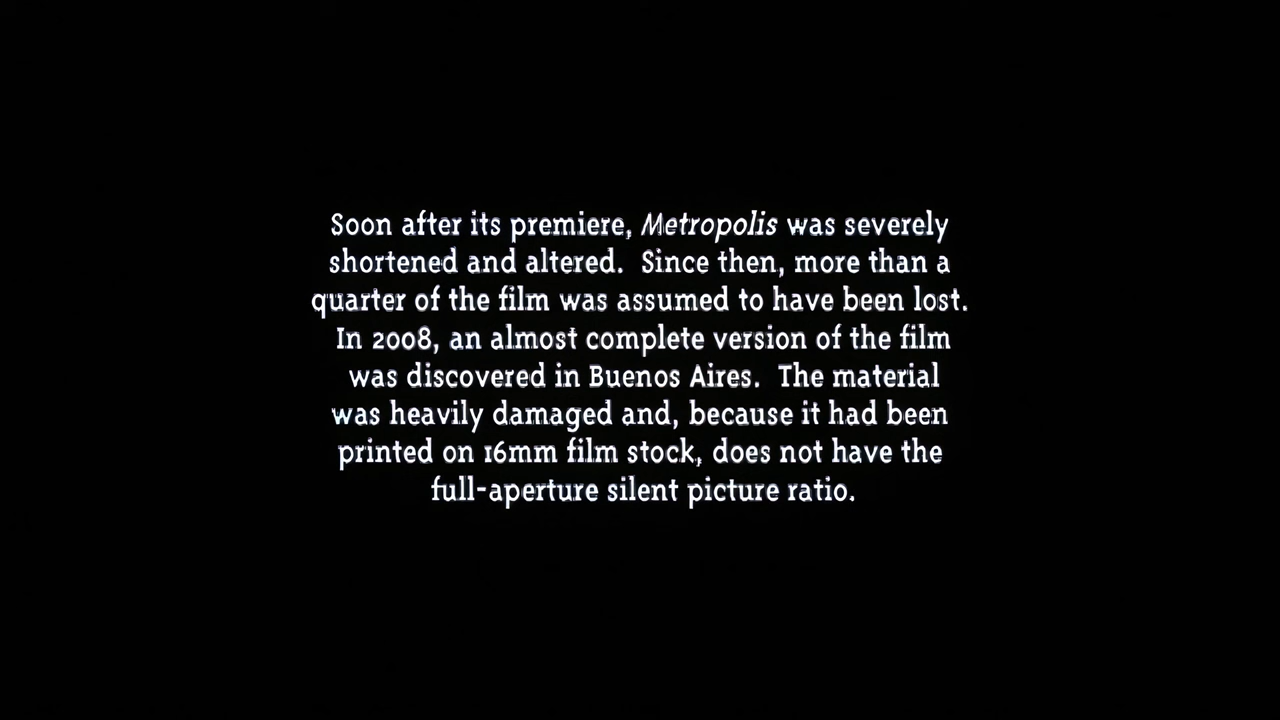 Soon after its premiere, Metropolis was severely
shortened and altered.  Since then, more than a
quarter of the film was assumed to have been lost.
In 2008, an almost complete version of the film
was discovered in Buenos Aires.  The material
was heavily damaged and, because it had been
printed on 16mm film stock, does not have the
full-aperture silent picture ratio.